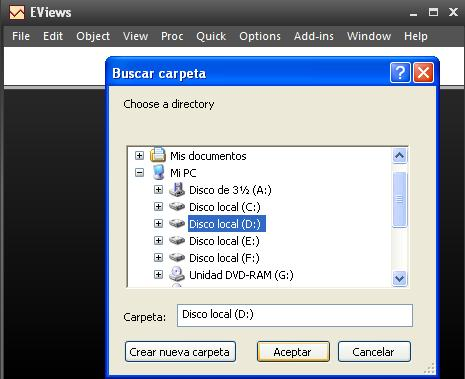 EViews
File Edit Object View Proc Quick Options Add-ins Window Help
Buscar carpeta
Choose a directory
Mis documentos
Mi PC
Disco de 3½ (A:)
Disco local (C:)
Disco local (D:)
Disco local (E:)
Disco local (F:)
Unidad DVD-RAM (G:)
Carpeta: Disco local (D:)
Crear nueva carpeta Aceptar Cancelar